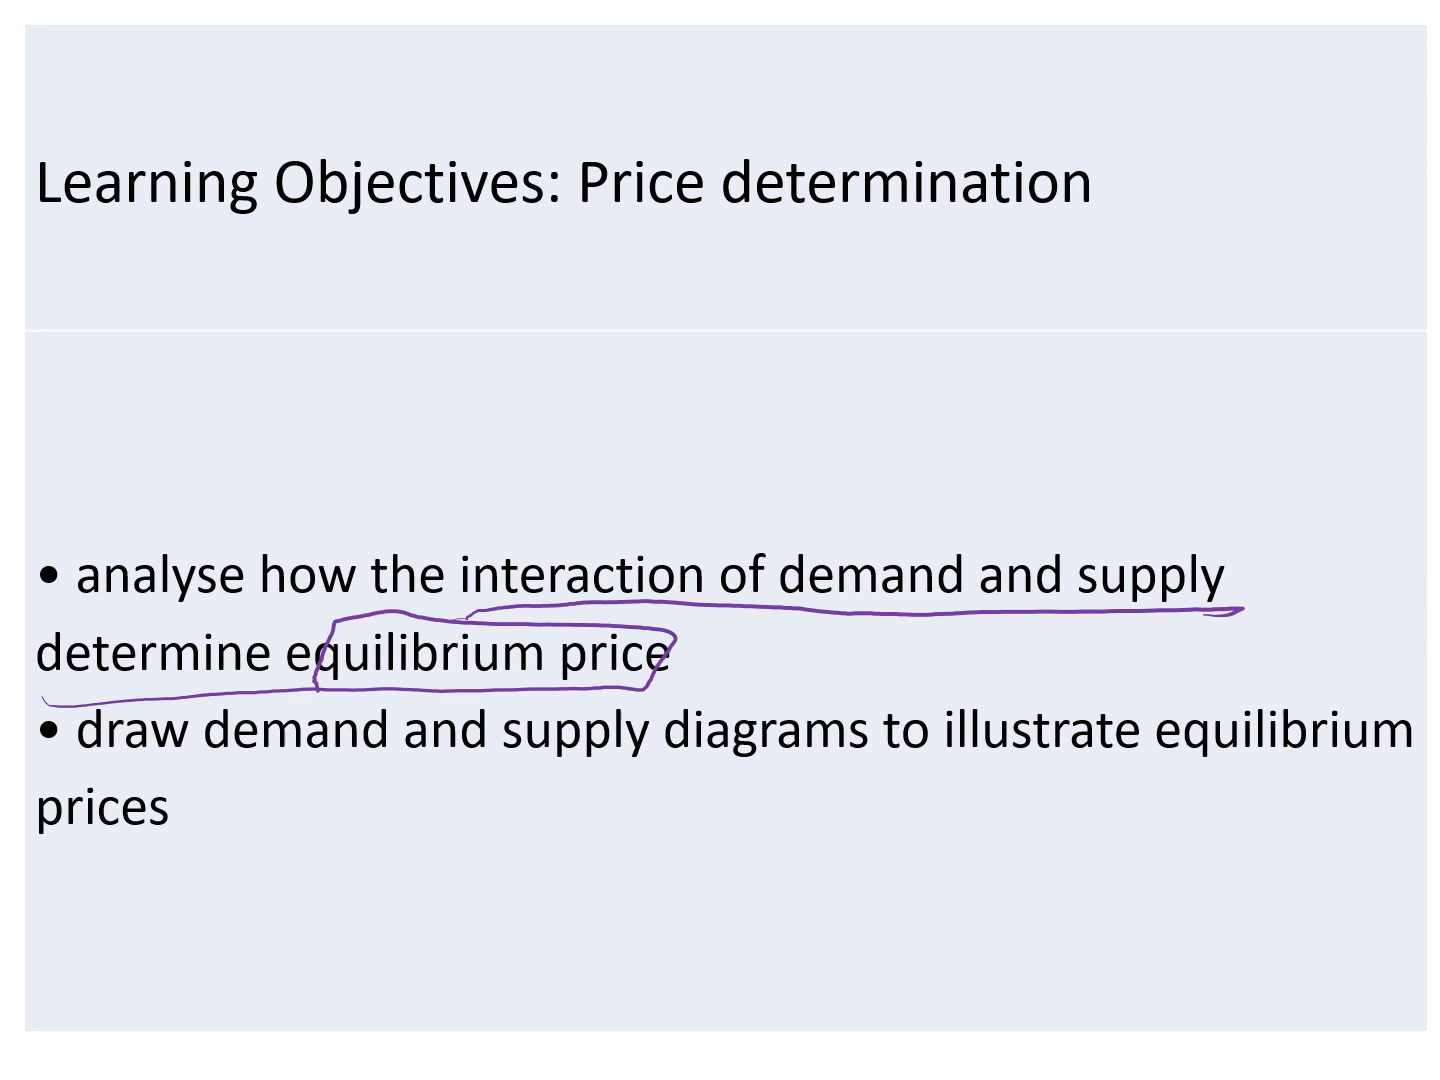 Learning Objectives: Price determination
• analyse how the interaction of demand and supply
determine equilibrium price
• draw demand and supply diagrams to illustrate equilibrium
prices